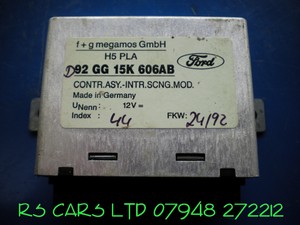 f+g megamos GmbH
H5 PLA
Ford
D92 GG 15K 606AB
CONTR.ASY.-INTR.SCNG.MOD.
Made in Germany
UNenn: 12V=
Index: 44 FKW: 24/92
RS CARS LTD 07948 272212